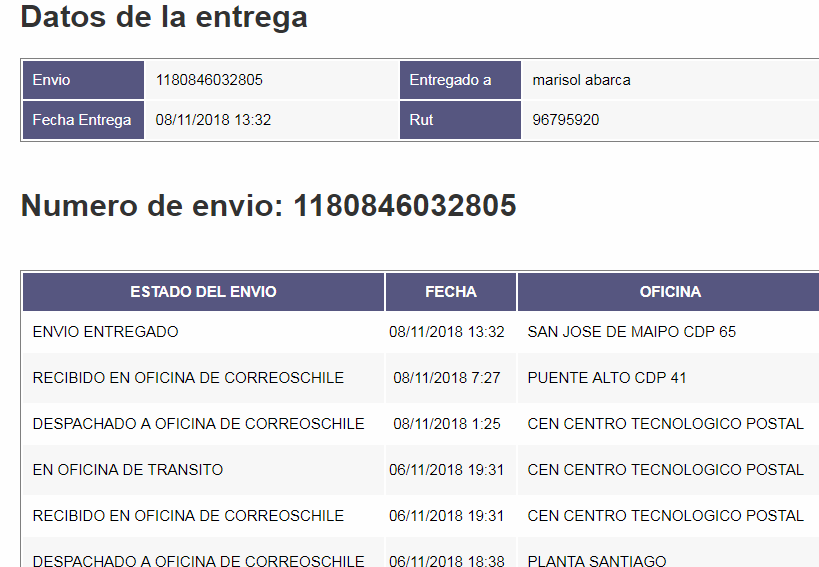 Datos de la entrega
Envio 1180846032805 Entregado a marisol abarca
Fecha Entrega 08/11/2018 13:32 Rut 96795920
Numero de envio: 1180846032805
ESTADO DEL ENVIO FECHA OFICINA
ENVIO ENTREGADO 08/11/2018 13:32 SAN JOSE DE MAIPO CDP 65
RECIBIDO EN OFICINA DE CORREOSCHILE 08/11/2018 7:27 PUENTE ALTO CDP 41
DESPACHADO A OFICINA DE CORREOSCHILE 08/11/2018 1:25 CEN CENTRO TECNOLOGICO POSTAL
EN OFICINA DE TRANSITO 06/11/2018 19:31 CEN CENTRO TECNOLOGICO POSTAL
RECIBIDO EN OFICINA DE CORREOSCHILE 06/11/2018 19:31 CEN CENTRO TECNOLOGICO POSTAL
DESPACHADO A OFICINA DE CORREOSCHILE 06/11/2018 18:38 PLANTA SANTIAGO